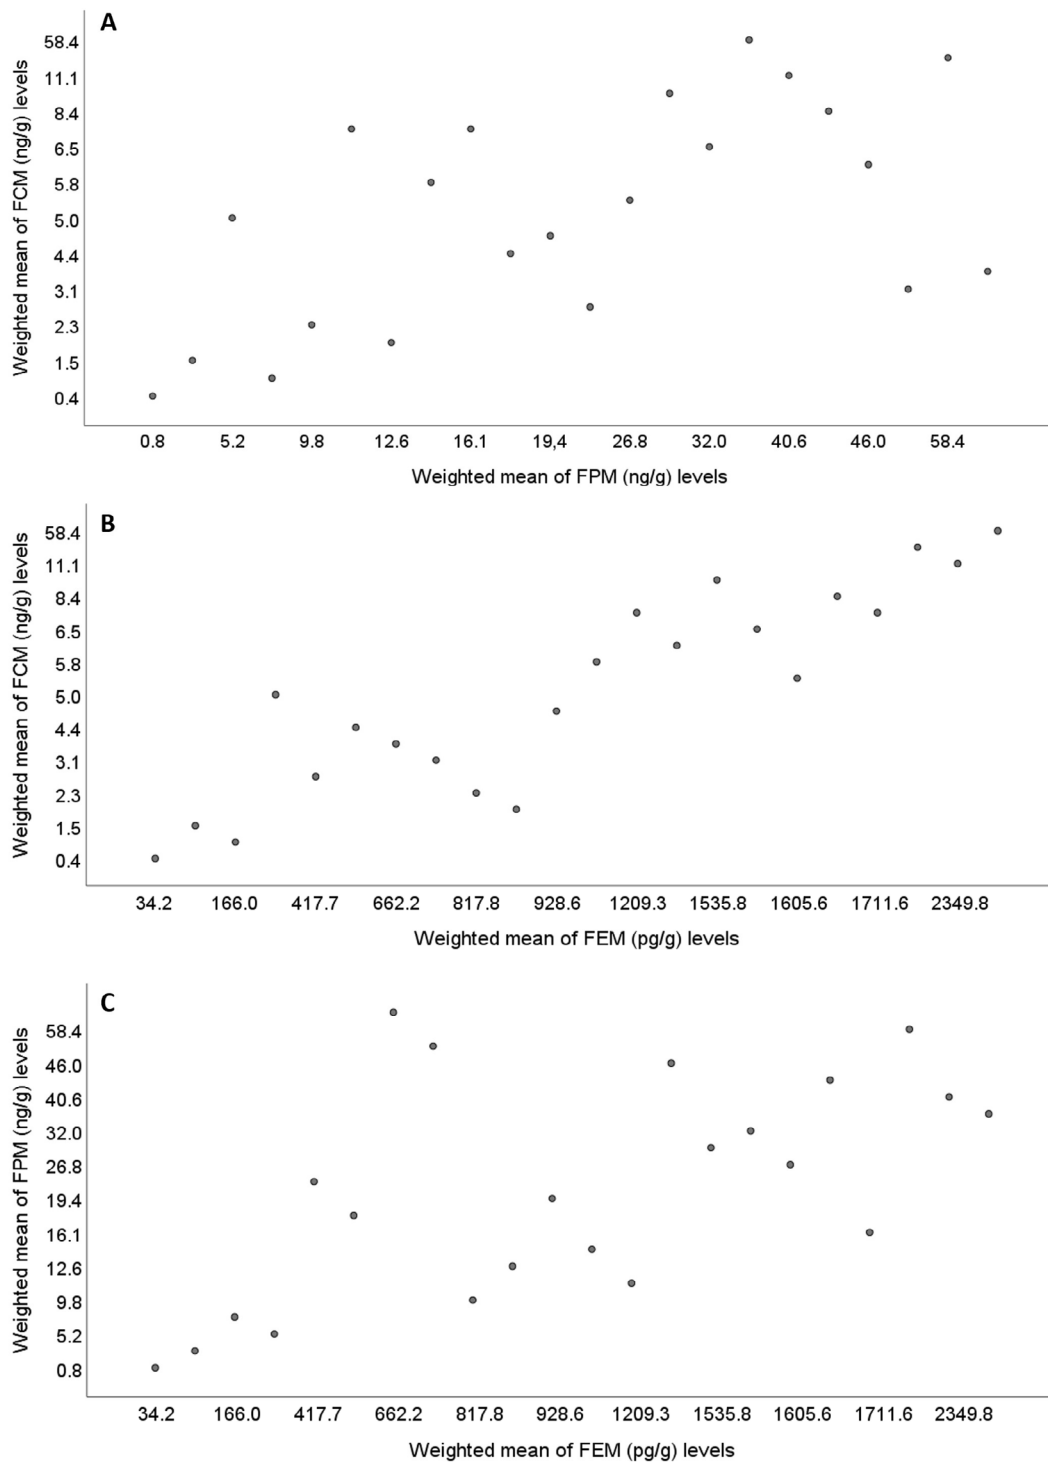 A
Weighted mean of FCM (ng/g) levels
58.4
11.1
8.4
6.5
5.8
5.0
4.4
3.1
2.3
1.5
0.4
0.8 5.2 9.8 12.6 16.1 19,4 26.8 32.0 40.6 46.0 58.4
Weighted mean of FPM (ng/g) levels
B
Weighted mean of FCM (ng/g) levels
58.4
11.1
8.4
6.5
5.8
5.0
4.4
3.1
2.3
1.5
0.4
34.2 166.0 417.7 662.2 817.8 928.6 1209.3 1535.8 1605.6 1711.6 2349.8
Weighted mean of FEM (pg/g) levels
C
Weighted mean of FPM (ng/g) levels
58.4
46.0
40.6
32.0
26.8
19.4
16.1
12.6
9.8
5.2
0.8
34.2 166.0 417.7 662.2 817.8 928.6 1209.3 1535.8 1605.6 1711.6 2349.8
Weighted mean of FEM (pg/g) levels